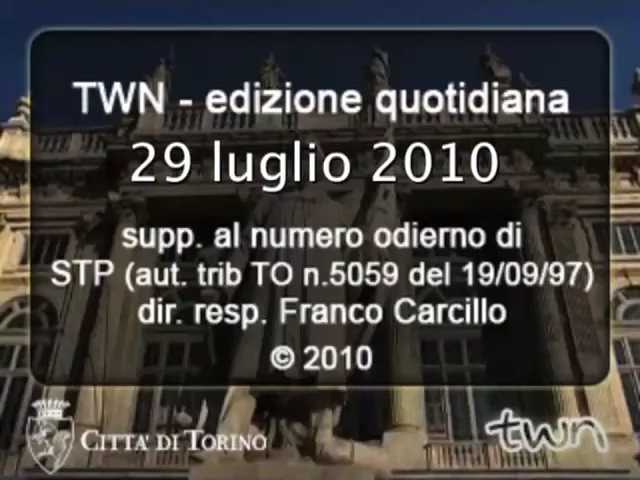 TWN - edizione quotidiana
29 luglio 2010
supp. al numero odierno di
STP (aut. trib TO n.5059 del 19/09/97)
dir. resp. Franco Carcillo
© 2010
CITTA' DI TORINO
twn